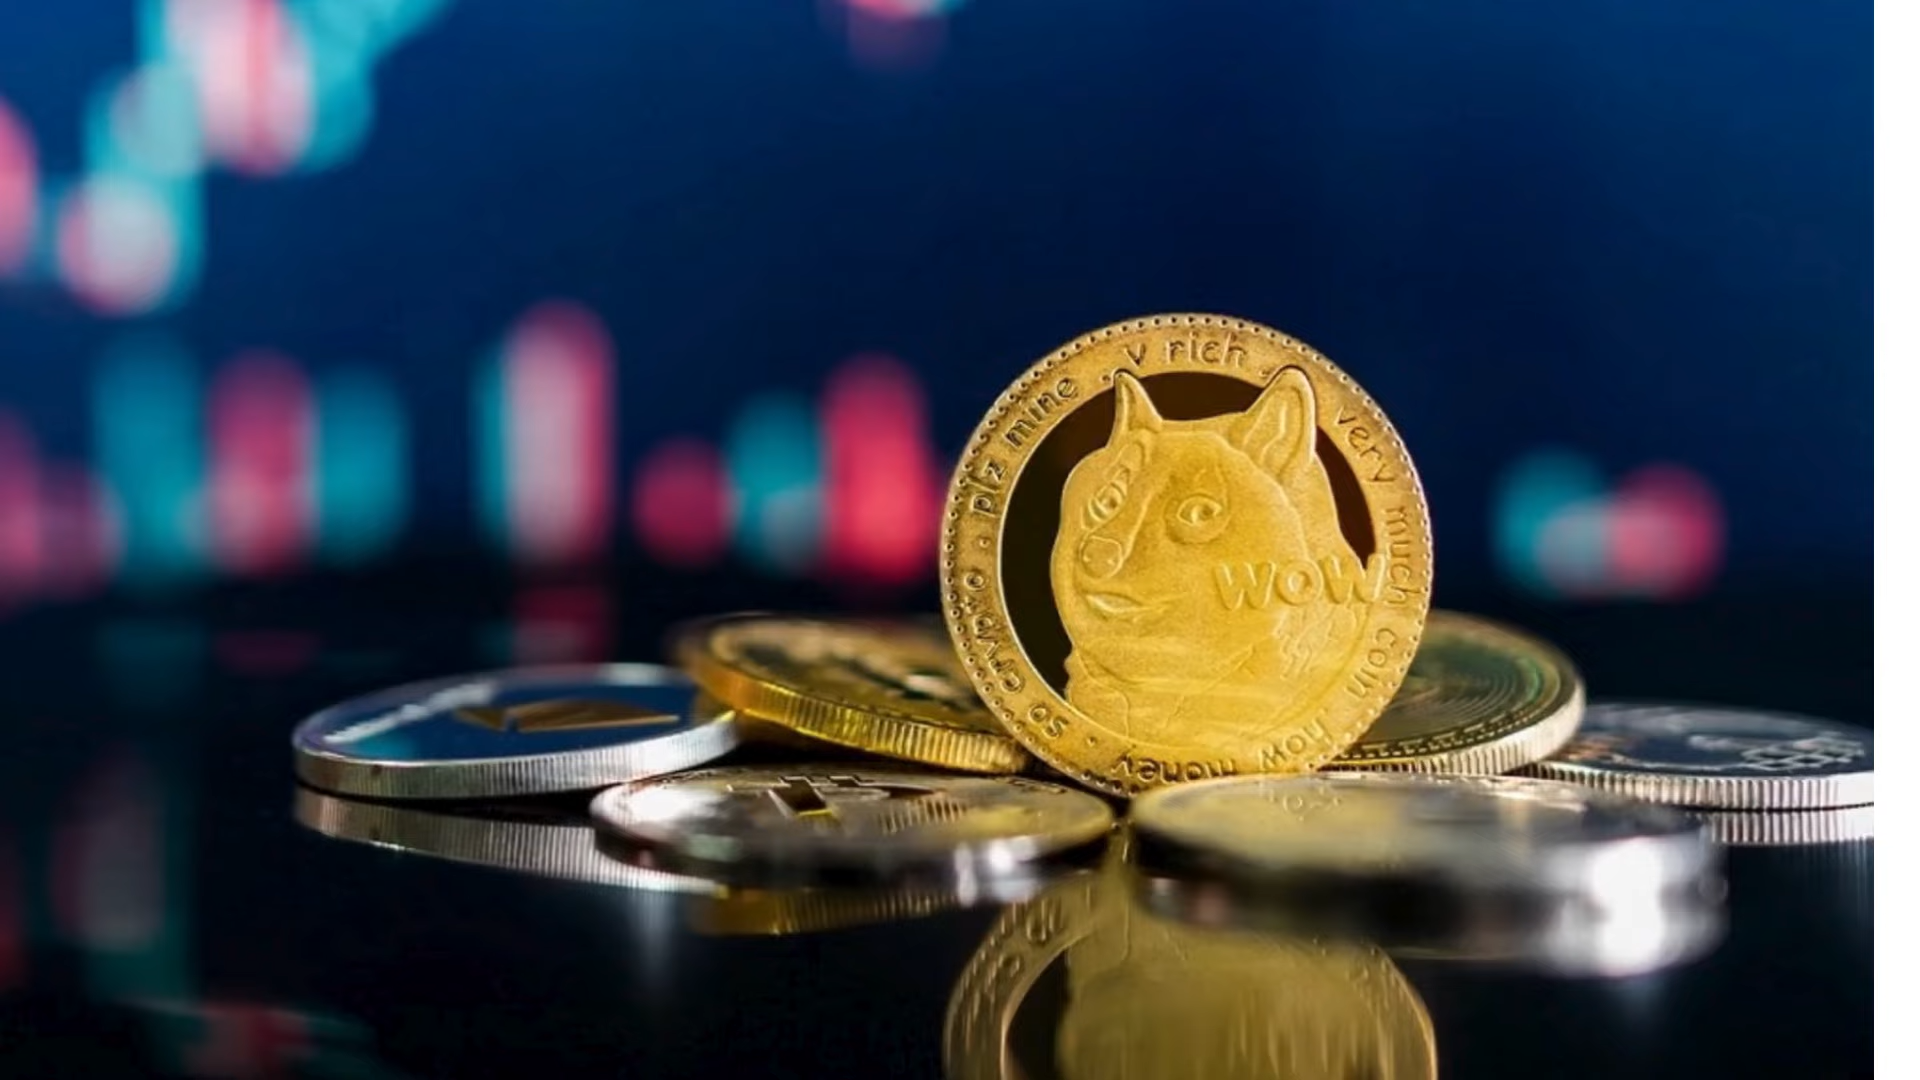 v rich
very much coin
how money
so crypto · plz mine
wow